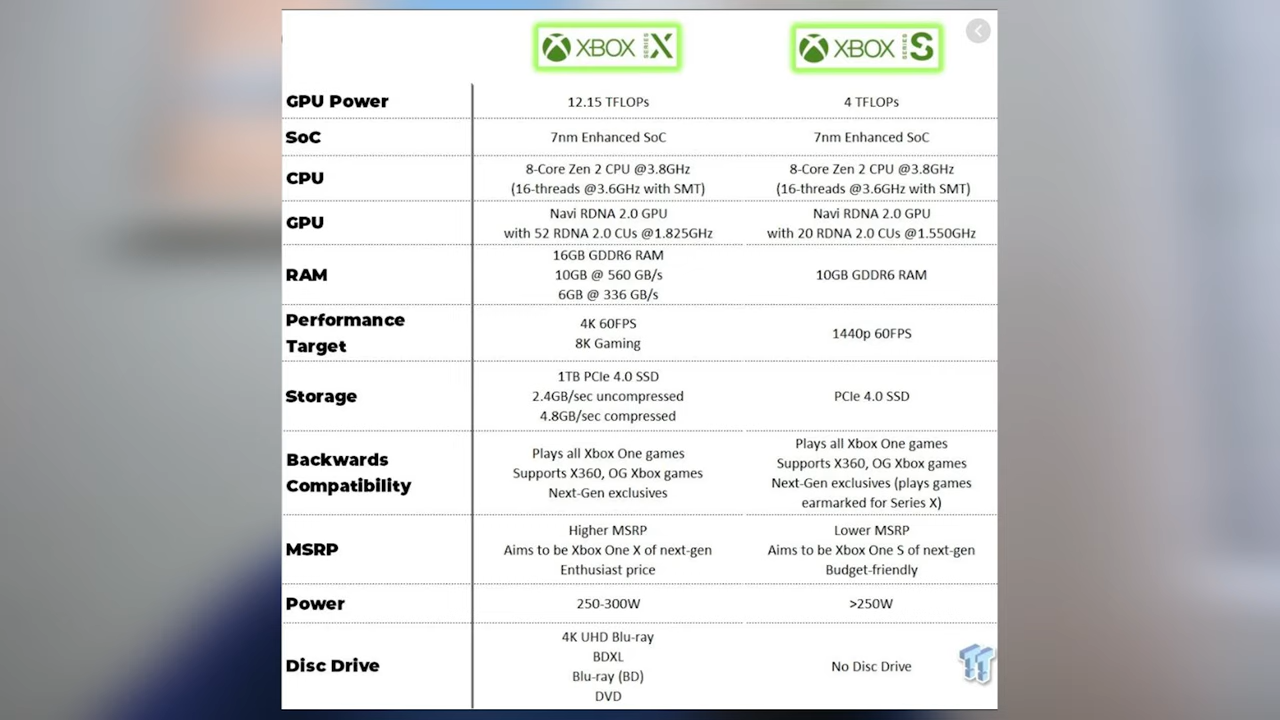 XBOX SERIES X
XBOX SERIES S
GPU Power
12.15 TFLOPs
4 TFLOPs
SoC
7nm Enhanced SoC
7nm Enhanced SoC
CPU
8-Core Zen 2 CPU @3.8GHz
(16-threads @3.6GHz with SMT)
8-Core Zen 2 CPU @3.8GHz
(16-threads @3.6GHz with SMT)
GPU
Navi RDNA 2.0 GPU
with 52 RDNA 2.0 CUs @1.825GHz
Navi RDNA 2.0 GPU
with 20 RDNA 2.0 CUs @1.550GHz
RAM
16GB GDDR6 RAM
10GB @ 560 GB/s
6GB @ 336 GB/s
10GB GDDR6 RAM
Performance
Target
4K 60FPS
8K Gaming
1440p 60FPS
Storage
1TB PCIe 4.0 SSD
2.4GB/sec uncompressed
4.8GB/sec compressed
PCIe 4.0 SSD
Backwards
Compatibility
Plays all Xbox One games
Supports X360, OG Xbox games
Next-Gen exclusives
Plays all Xbox One games
Supports X360, OG Xbox games
Next-Gen exclusives (plays games
earmarked for Series X)
MSRP
Higher MSRP
Aims to be Xbox One X of next-gen
Enthusiast price
Lower MSRP
Aims to be Xbox One S of next-gen
Budget-friendly
Power
250-300W
>250W
Disc Drive
4K UHD Blu-ray
BDXL
Blu-ray (BD)
DVD
No Disc Drive
TT